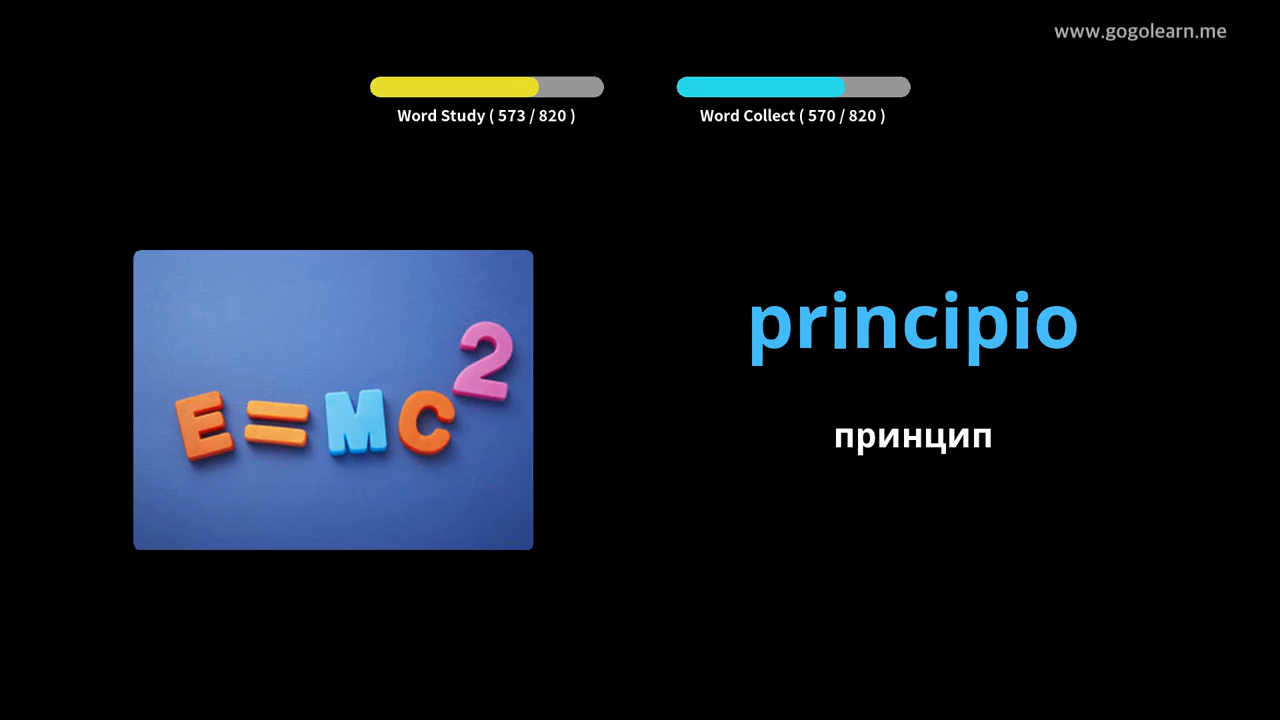 www.gogolearn.me
Word Study ( 573 / 820 )
Word Collect ( 570 / 820 )
E=MC²
principio
принцип